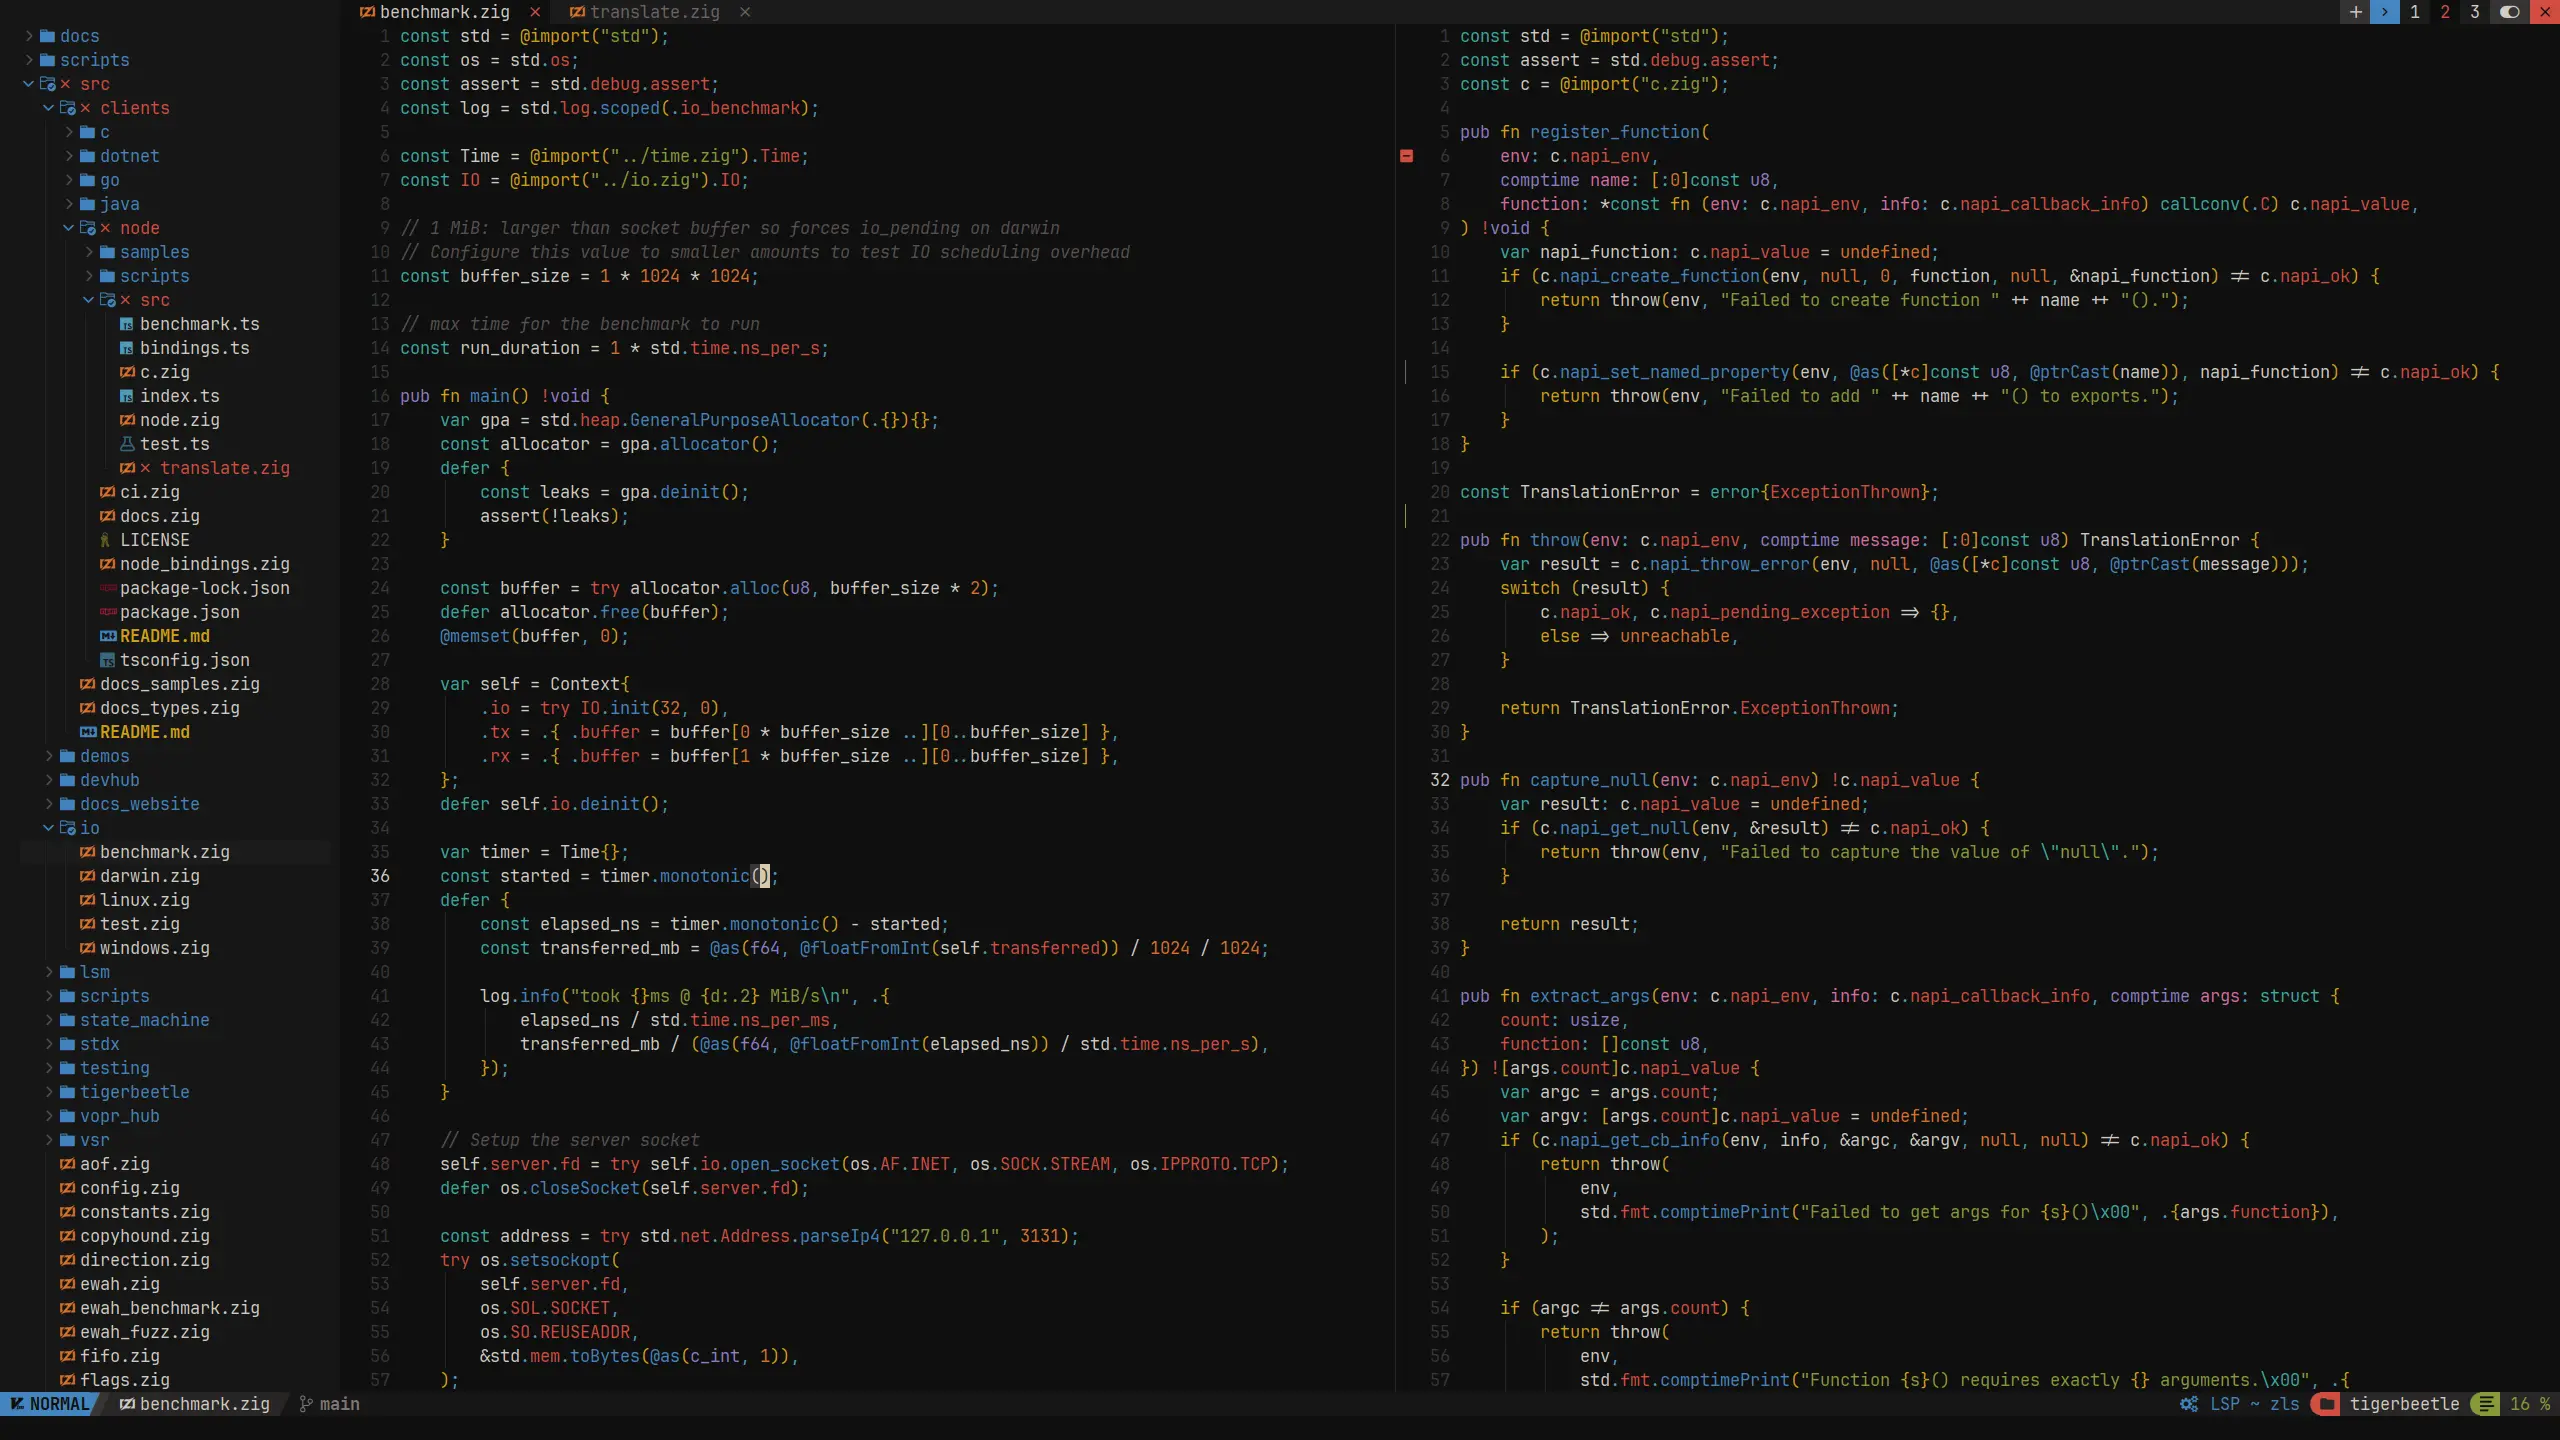 benchmark.zig × translate.zig ×
+ > 1 2 3 ×
docs
scripts
× src
× clients
c
dotnet
go
java
× node
samples
scripts
× src
benchmark.ts
bindings.ts
c.zig
index.ts
node.zig
test.ts
× translate.zig
ci.zig
docs.zig
LICENSE
node_bindings.zig
package-lock.json
package.json
README.md
tsconfig.json
docs_samples.zig
docs_types.zig
README.md
demos
devhub
docs_website
io
benchmark.zig
darwin.zig
linux.zig
test.zig
windows.zig
lsm
scripts
state_machine
stdx
testing
tigerbeetle
vopr_hub
vsr
aof.zig
config.zig
constants.zig
copyhound.zig
direction.zig
ewah.zig
ewah_benchmark.zig
ewah_fuzz.zig
fifo.zig
flags.zig
1 const std = @import("std");
2 const os = std.os;
3 const assert = std.debug.assert;
4 const log = std.log.scoped(.io_benchmark);
5
6 const Time = @import("../time.zig").Time;
7 const IO = @import("../io.zig").IO;
8
9 // 1 MiB: larger than socket buffer so forces io_pending on darwin
10 // Configure this value to smaller amounts to test IO scheduling overhead
11 const buffer_size = 1 * 1024 * 1024;
12
13 // max time for the benchmark to run
14 const run_duration = 1 * std.time.ns_per_s;
15
16 pub fn main() !void {
17 var gpa = std.heap.GeneralPurposeAllocator(.{}){};
18 const allocator = gpa.allocator();
19 defer {
20 const leaks = gpa.deinit();
21 assert(!leaks);
22 }
23
24 const buffer = try allocator.alloc(u8, buffer_size * 2);
25 defer allocator.free(buffer);
26 @memset(buffer, 0);
27
28 var self = Context{
29 .io = try IO.init(32, 0),
30 .tx = .{ .buffer = buffer[0 * buffer_size ..][0..buffer_size] },
31 .rx = .{ .buffer = buffer[1 * buffer_size ..][0..buffer_size] },
32 };
33 defer self.io.deinit();
34
35 var timer = Time{};
36 const started = timer.monotonic();
37 defer {
38 const elapsed_ns = timer.monotonic() - started;
39 const transferred_mb = @as(f64, @floatFromInt(self.transferred)) / 1024 / 1024;
40
41 log.info("took {}ms @ {d:.2} MiB/s\n", .{
42 elapsed_ns / std.time.ns_per_ms,
43 transferred_mb / (@as(f64, @floatFromInt(elapsed_ns)) / std.time.ns_per_s),
44 });
45 }
46
47 // Setup the server socket
48 self.server.fd = try self.io.open_socket(os.AF.INET, os.SOCK.STREAM, os.IPPROTO.TCP);
49 defer os.closeSocket(self.server.fd);
50
51 const address = try std.net.Address.parseIp4("127.0.0.1", 3131);
52 try os.setsockopt(
53 self.server.fd,
54 os.SOL.SOCKET,
55 os.SO.REUSEADDR,
56 &std.mem.toBytes(@as(c_int, 1)),
57 );
1 const std = @import("std");
2 const assert = std.debug.assert;
3 const c = @import("c.zig");
4
5 pub fn register_function(
6 env: c.napi_env,
7 comptime name: [:0]const u8,
8 function: *const fn (env: c.napi_env, info: c.napi_callback_info) callconv(.C) c.napi_value,
9 ) !void {
10 var napi_function: c.napi_value = undefined;
11 if (c.napi_create_function(env, null, 0, function, null, &napi_function) != c.napi_ok) {
12 return throw(env, "Failed to create function " ++ name ++ "().");
13 }
14
15 if (c.napi_set_named_property(env, @as([*c]const u8, @ptrCast(name)), napi_function) != c.napi_ok) {
16 return throw(env, "Failed to add " ++ name ++ "() to exports.");
17 }
18 }
19
20 const TranslationError = error{ExceptionThrown};
21
22 pub fn throw(env: c.napi_env, comptime message: [:0]const u8) TranslationError {
23 var result = c.napi_throw_error(env, null, @as([*c]const u8, @ptrCast(message)));
24 switch (result) {
25 c.napi_ok, c.napi_pending_exception => {},
26 else => unreachable,
27 }
28
29 return TranslationError.ExceptionThrown;
30 }
31
32 pub fn capture_null(env: c.napi_env) !c.napi_value {
33 var result: c.napi_value = undefined;
34 if (c.napi_get_null(env, &result) != c.napi_ok) {
35 return throw(env, "Failed to capture the value of \"null\".");
36 }
37
38 return result;
39 }
40
41 pub fn extract_args(env: c.napi_env, info: c.napi_callback_info, comptime args: struct {
42 count: usize,
43 function: []const u8,
44 }) ![args.count]c.napi_value {
45 var argc = args.count;
46 var argv: [args.count]c.napi_value = undefined;
47 if (c.napi_get_cb_info(env, info, &argc, &argv, null, null) != c.napi_ok) {
48 return throw(
49 env,
50 std.fmt.comptimePrint("Failed to get args for {s}()\x00", .{args.function}),
51 );
52 }
53
54 if (argc != args.count) {
55 return throw(
56 env,
57 std.fmt.comptimePrint("Function {s}() requires exactly {} arguments.\x00", .{
NORMAL benchmark.zig main LSP ~ zls tigerbeetle 16 %